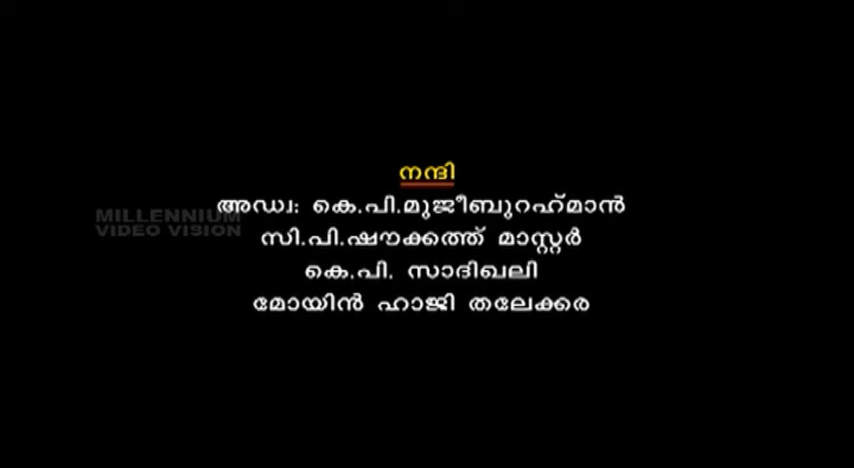 നന്ദി
അഡ്വ: കെ.പി.മുജീബുറഹ്മാൻ
MILLENNIUM
VIDEO VISION
സി.പി.ഷൗക്കത്ത് മാസ്റ്റർ
കെ.പി. സാദിഖലി
മോയിൻ ഹാജി തലേക്കര